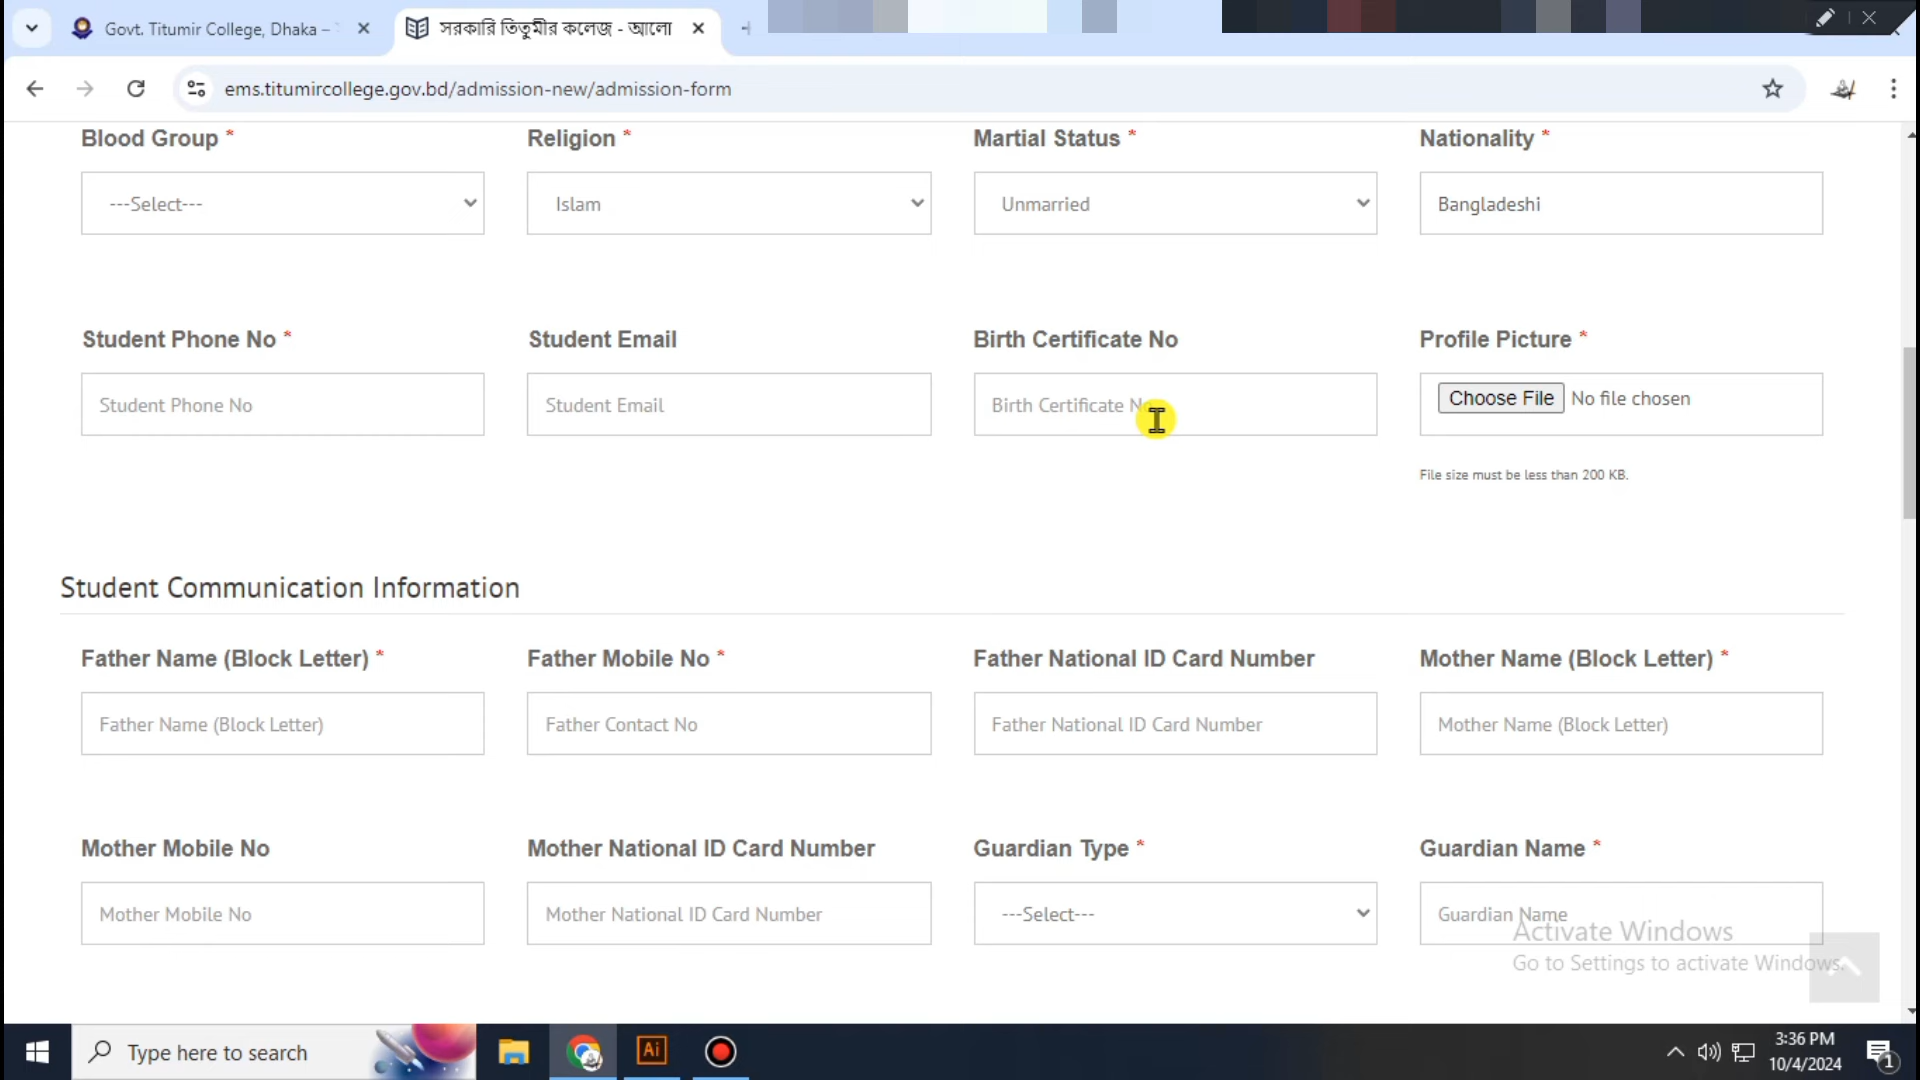 Govt. Titumir College, Dhaka –
সরকারি তিতুমীর কলেজ - আলো
ems.titumircollege.gov.bd/admission-new/admission-form
Blood Group *
Religion *
Martial Status *
Nationality *
---Select---
Islam
Unmarried
Bangladeshi
Student Phone No *
Student Email
Birth Certificate No
Profile Picture *
Student Phone No
Student Email
Birth Certificate No
Choose File No file chosen
File size must be less than 200 KB.
Student Communication Information
Father Name (Block Letter) *
Father Mobile No *
Father National ID Card Number
Mother Name (Block Letter) *
Father Name (Block Letter)
Father Contact No
Father National ID Card Number
Mother Name (Block Letter)
Mother Mobile No
Mother National ID Card Number
Guardian Type *
Guardian Name *
Mother Mobile No
Mother National ID Card Number
---Select---
Guardian Name
Activate Windows
Go to Settings to activate Windows.
Type here to search
Ai
3:36 PM
10/4/2024
1